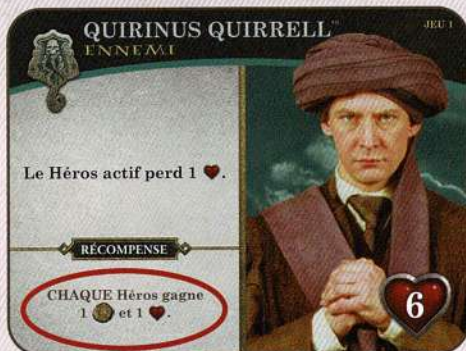 QUIRINUS QUIRRELL™
JEU 1
ENNEMI
Le Héros actif perd 1 ❤.
RÉCOMPENSE
CHAQUE Héros gagne
1 et 1 ❤.
6